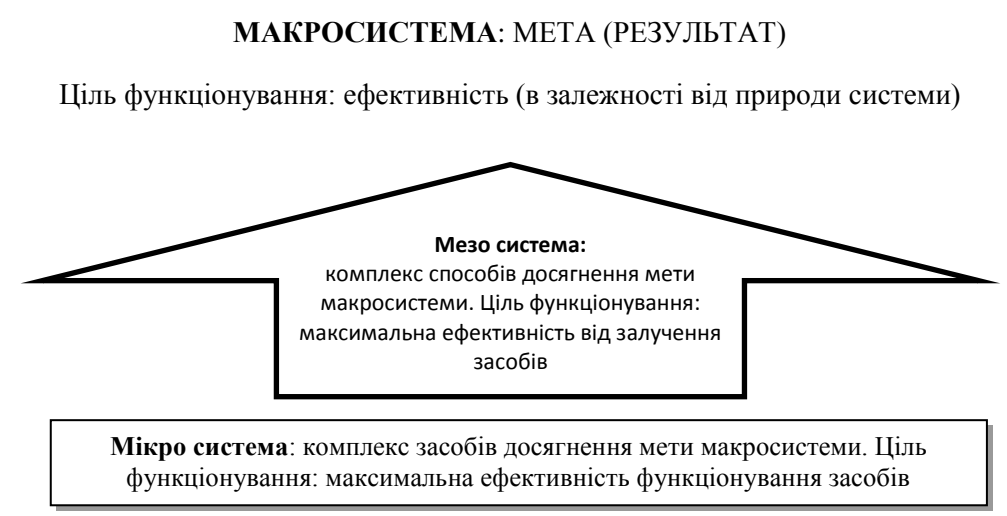 МАКРОСИСТЕМА: МЕТА (РЕЗУЛЬТАТ)
Ціль функціонування: ефективність (в залежності від природи системи)
Мезо система:
комплекс способів досягнення мети
макросистеми. Ціль функціонування:
максимальна ефективність від залучення
засобів
Мікро система: комплекс засобів досягнення мети макросистеми. Ціль
функціонування: максимальна ефективність функціонування засобів